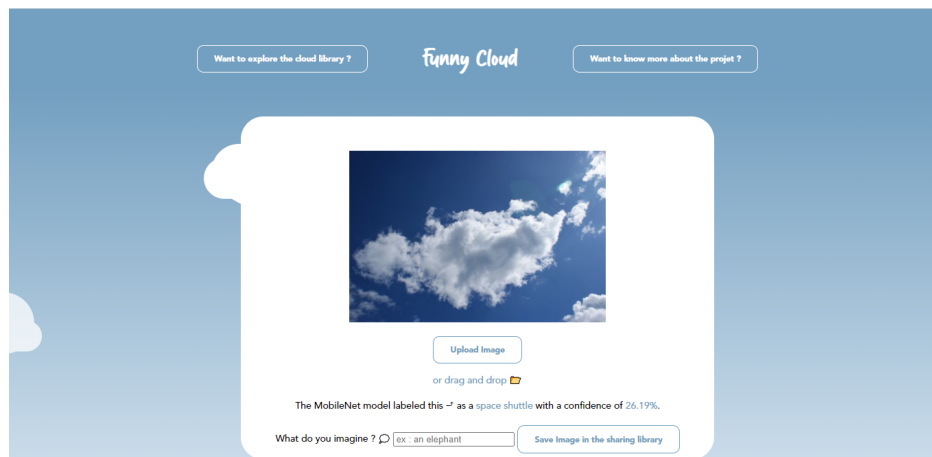 Want to explore the cloud library ?
Funny Cloud
Want to know more about the projet ?
Upload Image
or drag and drop 📂
The MobileNet model labeled this ⮥ as a space shuttle with a confidence of 26.19%.
What do you imagine ? 💭 ex : an elephant Save Image in the sharing library